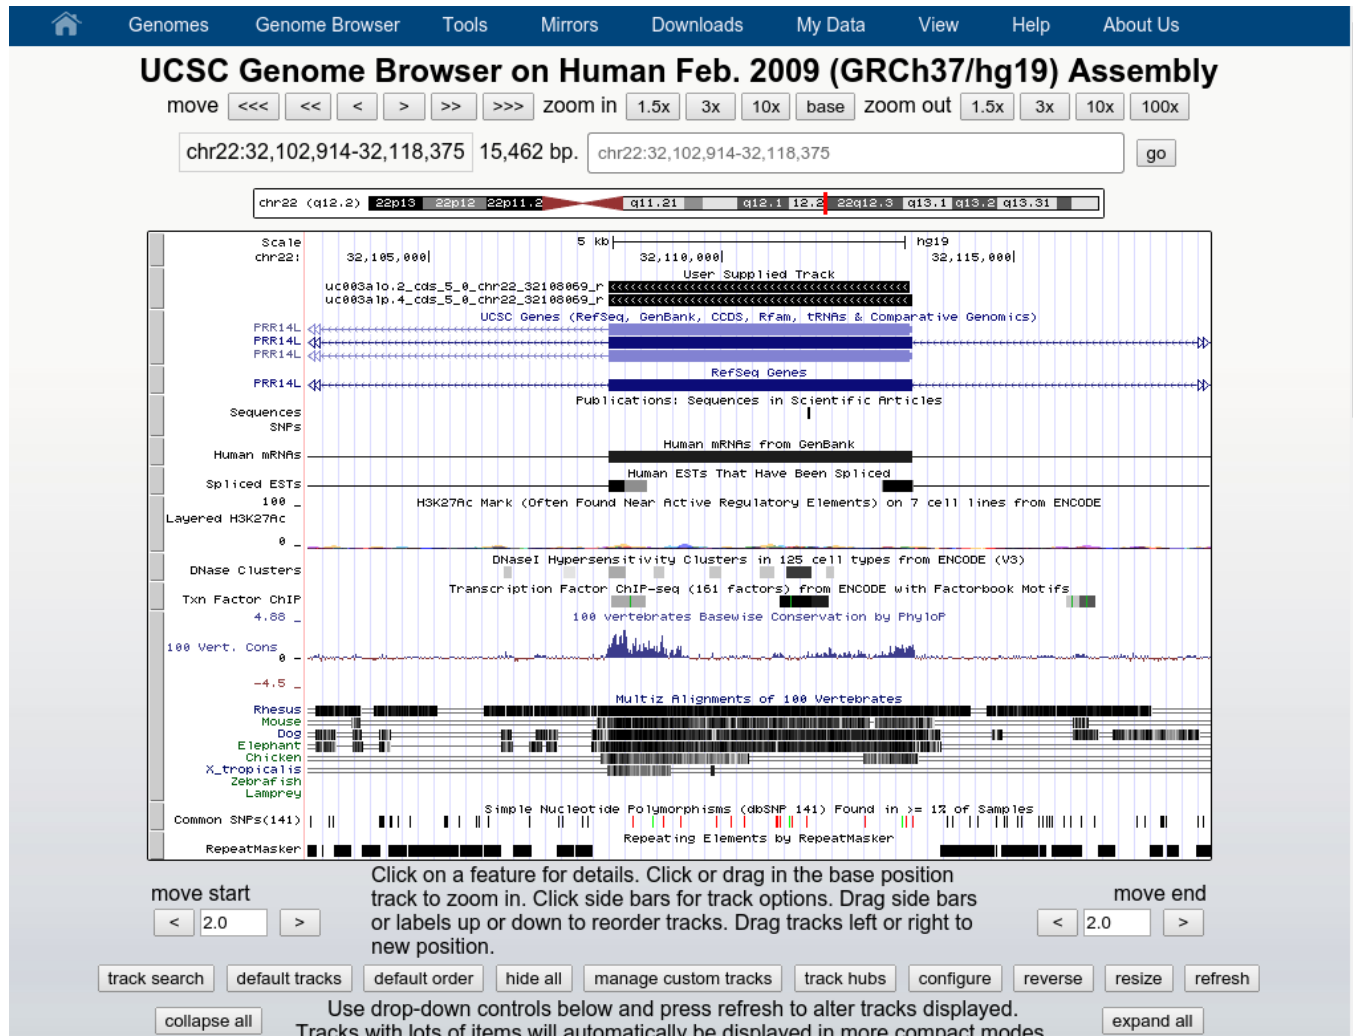 Genomes Genome Browser Tools Mirrors Downloads My Data View Help About Us
UCSC Genome Browser on Human Feb. 2009 (GRCh37/hg19) Assembly
move <<< << < > >> >>> zoom in 1.5x 3x 10x base zoom out 1.5x 3x 10x 100x
chr22:32,102,914-32,118,375 15,462 bp. chr22:32,102,914-32,118,375 go
chr22 (q12.2) 22p13 22p12 22p11.2 q11.21 q12.1 12.2 22q12.3 q13.1 q13.2 q13.31
Scale 5 kb hg19
chr22: 32,105,000 32,110,000 32,115,000
User Supplied Track
uc003alo.2_cds_5_0_chr22_32108069_r
uc003alp.4_cds_5_0_chr22_32108069_r
UCSC Genes (RefSeq, GenBank, CCDS, Rfam, tRNAs & Comparative Genomics)
PRR14L
PRR14L
PRR14L
RefSeq Genes
PRR14L
Publications: Sequences in Scientific Articles
Sequences
SNPs
Human mRNAs from GenBank
Human mRNAs
Human ESTs That Have Been Spliced
Spliced ESTs
100 _ H3K27Ac Mark (Often Found Near Active Regulatory Elements) on 7 cell lines from ENCODE
Layered H3K27Ac
0 _
DNaseI Hypersensitivity Clusters in 125 cell types from ENCODE (V3)
DNase Clusters
Transcription Factor ChIP-seq (161 factors) from ENCODE with Factorbook Motifs
Txn Factor ChIP
4.88 _ 100 vertebrates Basewise Conservation by PhyloP
100 Vert. Cons
0 _
-4.5 _
Multiz Alignments of 100 Vertebrates
Rhesus
Mouse
Dog
Elephant
Chicken
X_tropicalis
Zebrafish
Lamprey
Simple Nucleotide Polymorphisms (dbSNP 141) Found in >= 1% of Samples
Common SNPs(141)
Repeating Elements by RepeatMasker
RepeatMasker
move start
< 2.0 >
Click on a feature for details. Click or drag in the base position
track to zoom in. Click side bars for track options. Drag side bars
or labels up or down to reorder tracks. Drag tracks left or right to
new position.
move end
< 2.0 >
track search default tracks default order hide all manage custom tracks track hubs configure reverse resize refresh
collapse all
Use drop-down controls below and press refresh to alter tracks displayed.
Tracks with lots of items will automatically be displayed in more compact modes
expand all